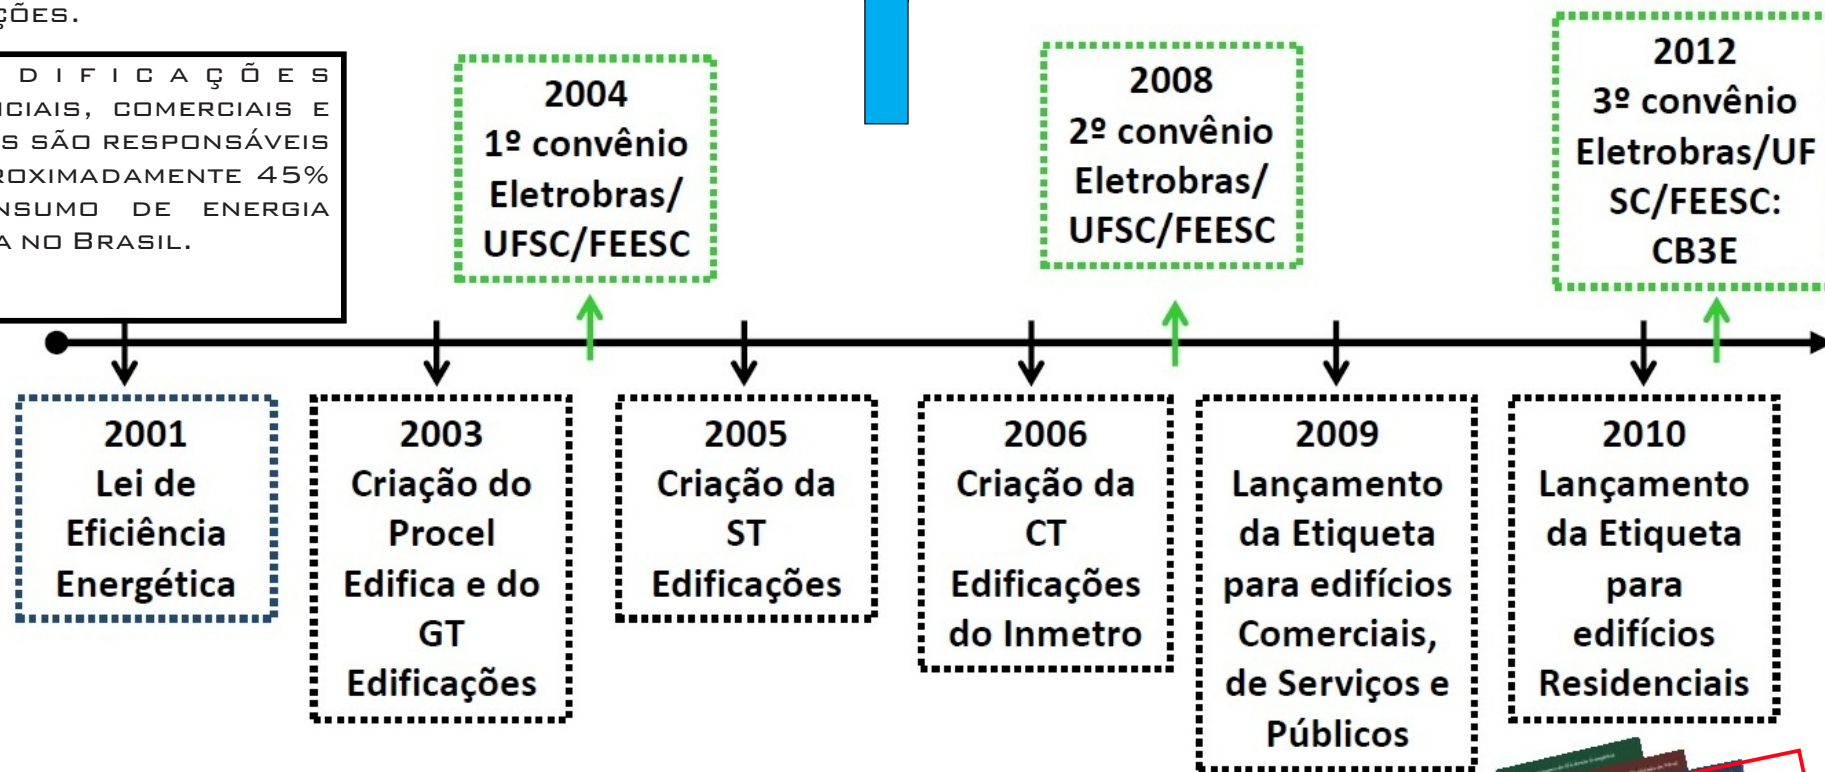 ÇÕES.
DIFICAÇÕES
CIAIS, COMERCIAIS E
S SÃO RESPONSÁVEIS
ROXIMADAMENTE 45%
NSUMO DE ENERGIA
A NO BRASIL.
2004
1º convênio
Eletrobras/
UFSC/FEESC
2008
2º convênio
Eletrobras/
UFSC/FEESC
2012
3º convênio
Eletrobras/UF
SC/FEESC:
CB3E
2001
Lei de
Eficiência
Energética
2003
Criação do
Procel
Edifica e do
GT
Edificações
2005
Criação da
ST
Edificações
2006
Criação da
CT
Edificações
do Inmetro
2009
Lançamento
da Etiqueta
para edifícios
Comerciais,
de Serviços e
Públicos
2010
Lançamento
da Etiqueta
para
edifícios
Residenciais